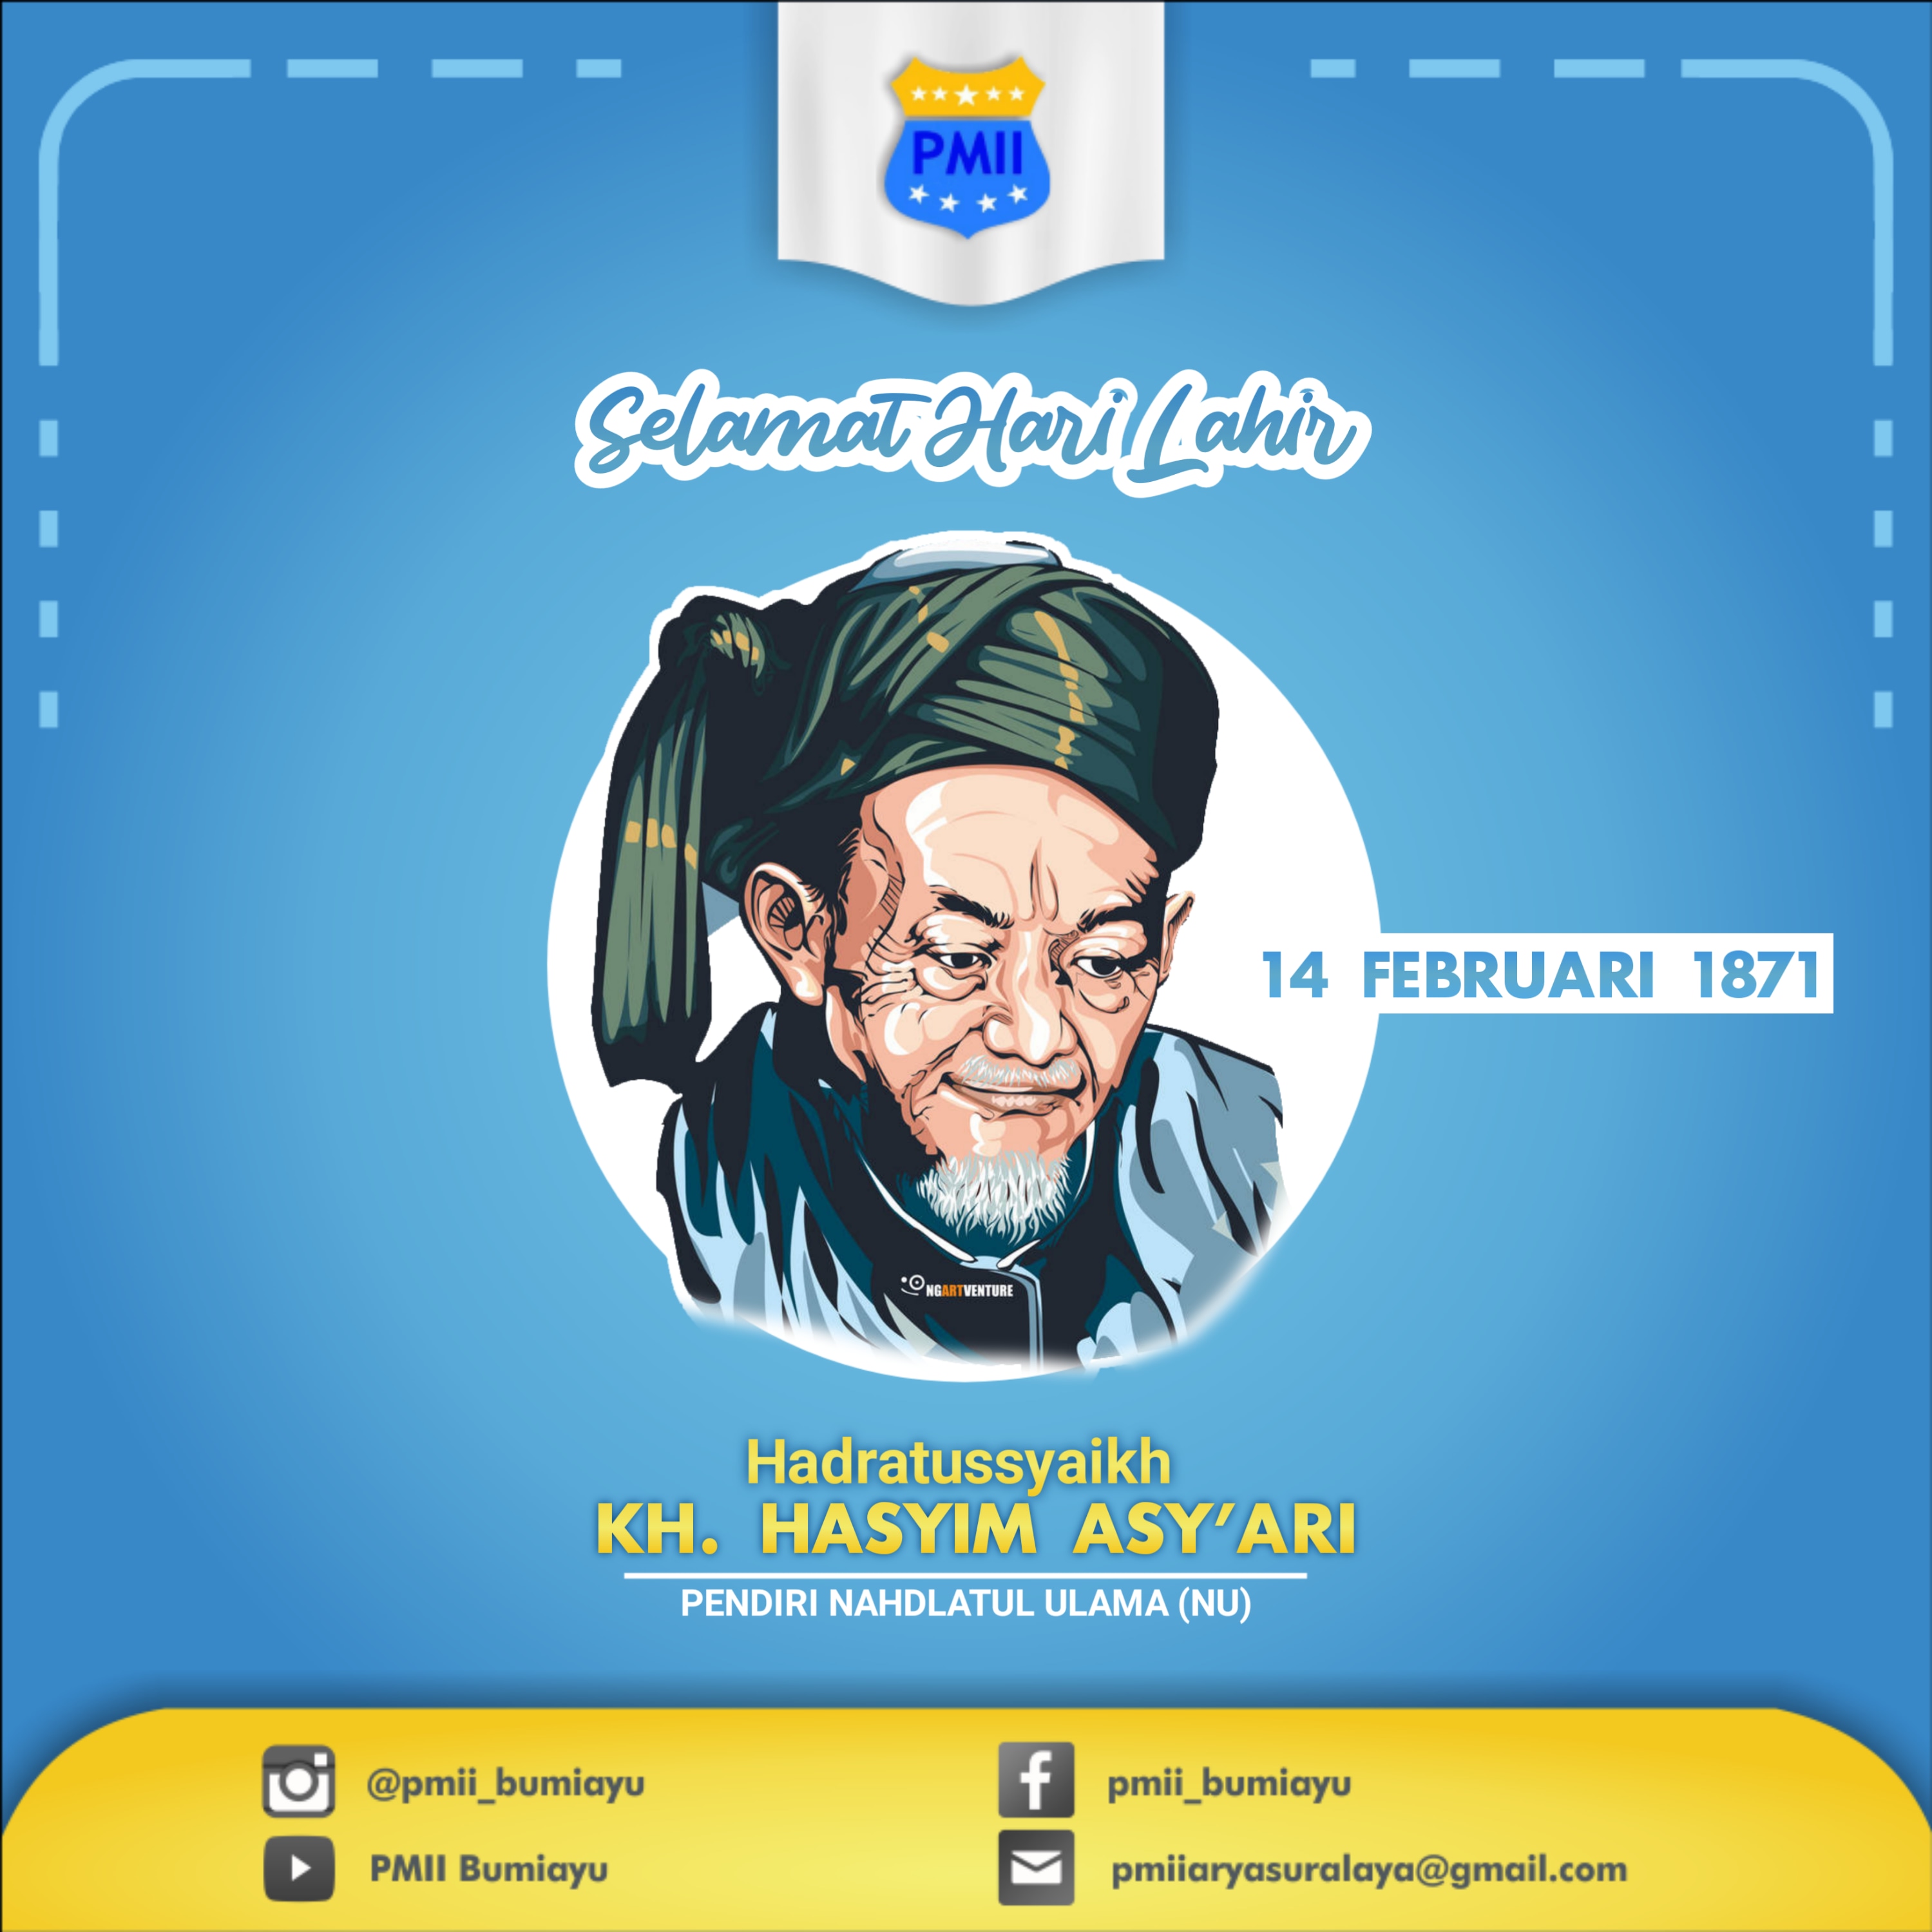 PMII
Selamat Hari Lahir
14 FEBRUARI 1871
NGARTVENTURE
Hadratussyaikh
KH. HASYIM ASY’ARI
PENDIRI NAHDLATUL ULAMA (NU)
@pmii_bumiayu
pmii_bumiayu
PMII Bumiayu
pmiiaryasuralaya@gmail.com